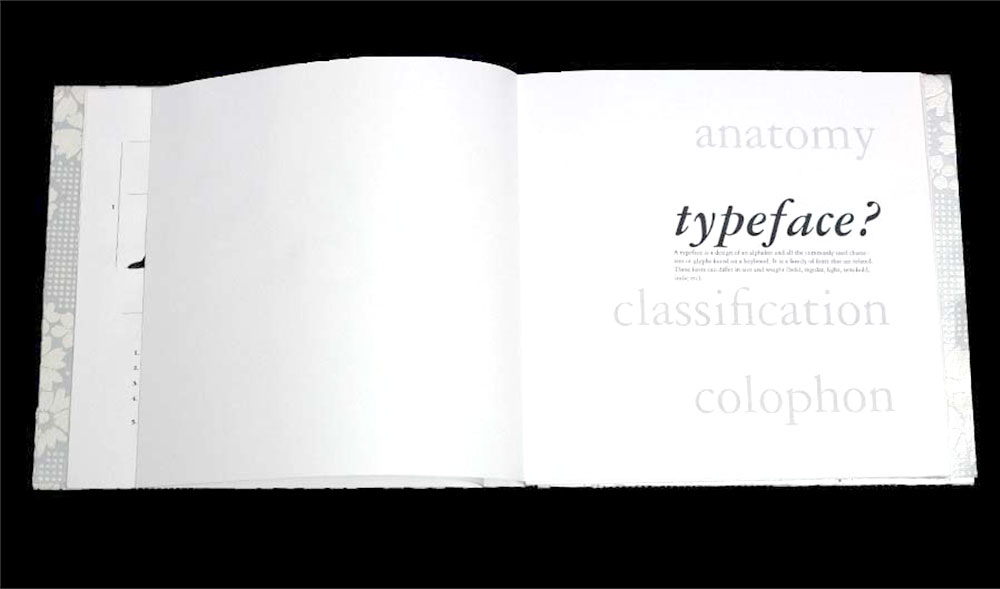 1
1.
2.
3.
4.
5.
anatomy
typeface?
A typeface is a design of an alphabet and all the commonly used charac-
ters or glyphs found on a keyboard. It is a family of fonts that are related.
These fonts can differ in size and weight (bold, regular, light, semibold,
italic, etc).
classification
colophon